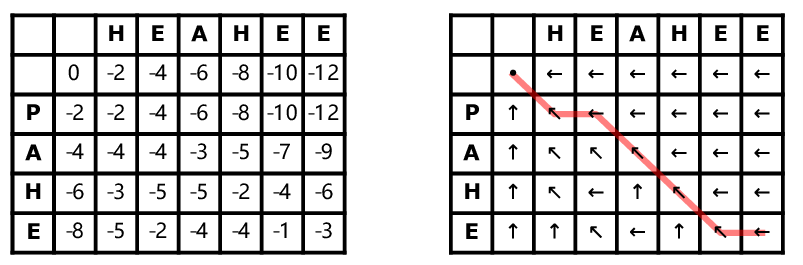 H E A H E E
0 -2 -4 -6 -8 -10 -12
P -2 -2 -4 -6 -8 -10 -12
A -4 -4 -4 -3 -5 -7 -9
H -6 -3 -5 -5 -2 -4 -6
E -8 -5 -2 -4 -4 -1 -3
H E A H E E
• ← ← ← ← ← ←
P ↑ ↖ ← ← ← ← ←
A ↑ ↖ ↖ ↖ ← ← ←
H ↑ ↖ ← ↑ ↖ ← ←
E ↑ ↑ ↖ ← ↑ ↖ ←